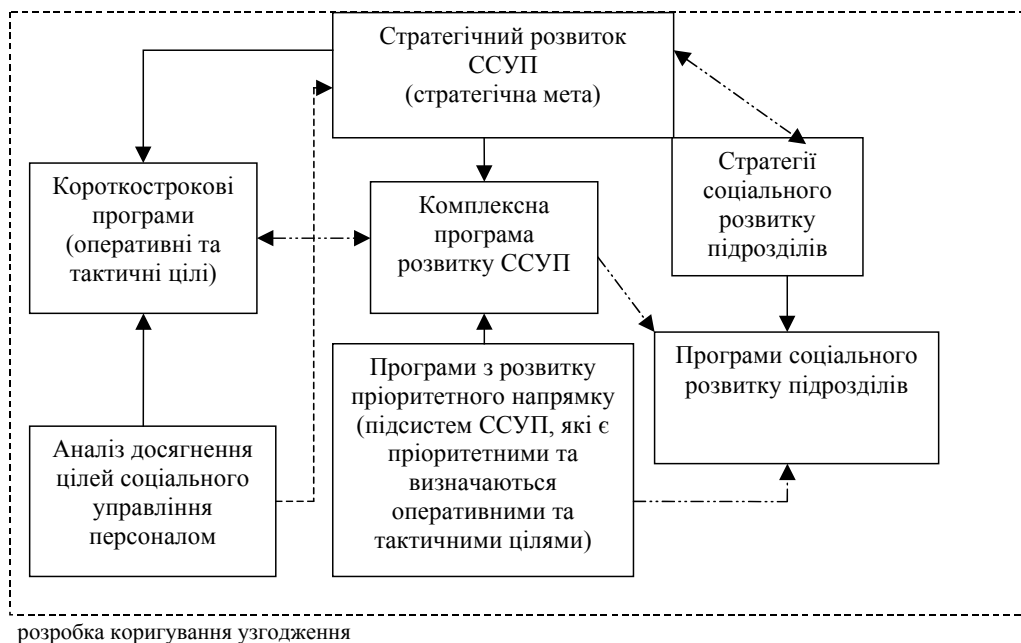 Стратегічний розвиток
ССУП
(стратегічна мета)
Короткострокові
програми
(оперативні та
тактичні цілі)
Комплексна
програма
розвитку ССУП
Стратегії
соціального
розвитку
підрозділів
Програми з розвитку
пріоритетного напрямку
(підсистем ССУП, які є
пріоритетними та
визначаються
оперативними та
тактичними цілями)
Програми соціального
розвитку підрозділів
Аналіз досягнення
цілей соціального
управління
персоналом
розробка коригування узгодження